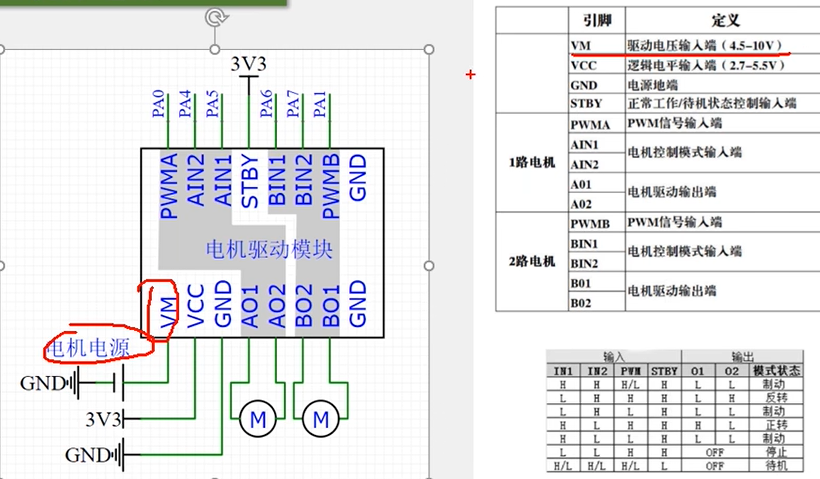 3V3
PA0 PA4 PA5 PA6 PA7 PA1
PWMA AIN2 AIN1 STBY BIN1 BIN2 PWMB GND
电机驱动模块
VM VCC GND AO1 AO2 BO2 BO1 GND
电机电源
GND
3V3
M M
GND
引脚 定义
VM 驱动电压输入端（4.5-10V）
VCC 逻辑电平输入端（2.7-5.5V）
GND 电源地端
STBY 正常工作/待机状态控制输入端
1路电机
PWMA PWM信号输入端
AIN1
AIN2
电机控制模式输入端
A01
A02
电机驱动输出端
2路电机
PWMB PWM信号输入端
BIN1
BIN2
电机控制模式输入端
B01
B02
电机驱动输出端
输入 输出
IN1 IN2 PWM STBY O1 O2 模式状态
H H H/L H L L 制动
L H H H L H 反转
L H L H L L 制动
H L H H H L 正转
H L L H L L 制动
L L H H OFF 停止
H/L H/L H/L L OFF 待机